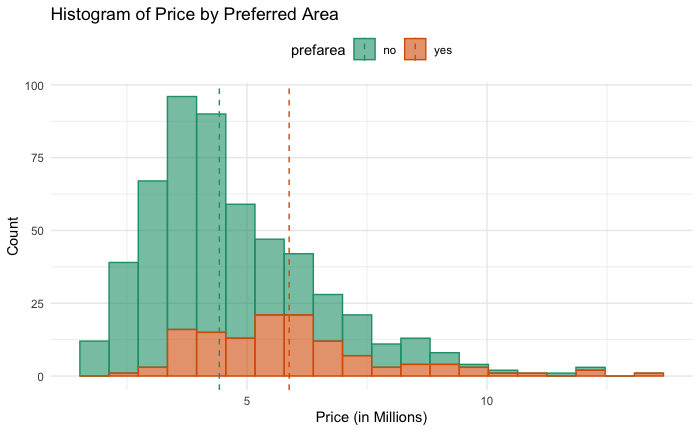 Histogram of Price by Preferred Area
prefarea no yes
100
75
50
25
0
Count
5 10
Price (in Millions)